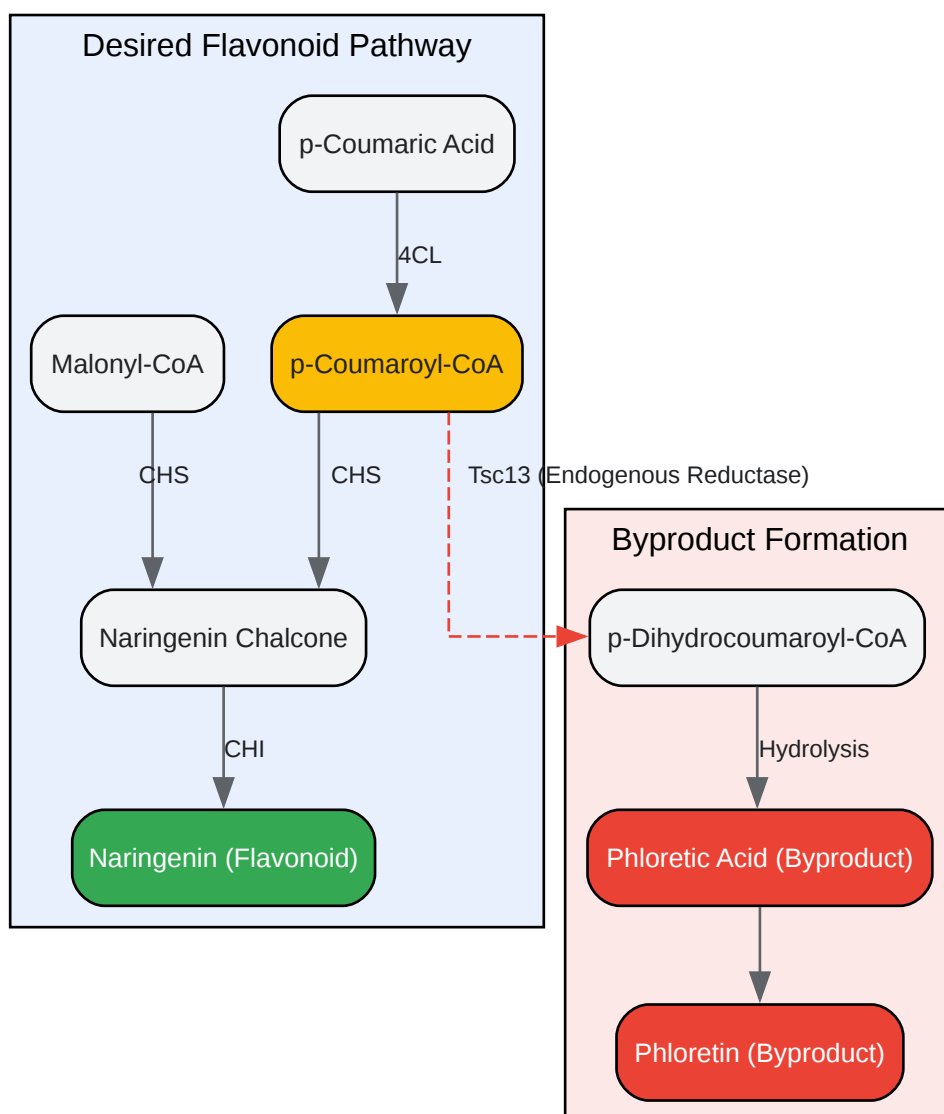 Desired Flavonoid Pathway
p-Coumaric Acid
4CL
Malonyl-CoA
p-Coumaroyl-CoA
CHS
CHS
Tsc13 (Endogenous Reductase)
Byproduct Formation
Naringenin Chalcone
p-Dihydrocoumaroyl-CoA
CHI
Hydrolysis
Naringenin (Flavonoid)
Phloretic Acid (Byproduct)
Phloretin (Byproduct)